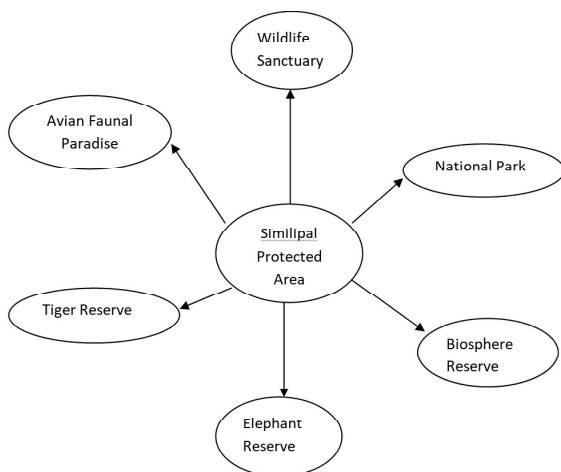 Wildlife
Sanctuary
Avian Faunal
Paradise
National Park
Similipal
Protected
Area
Tiger Reserve
Biosphere
Reserve
Elephant
Reserve